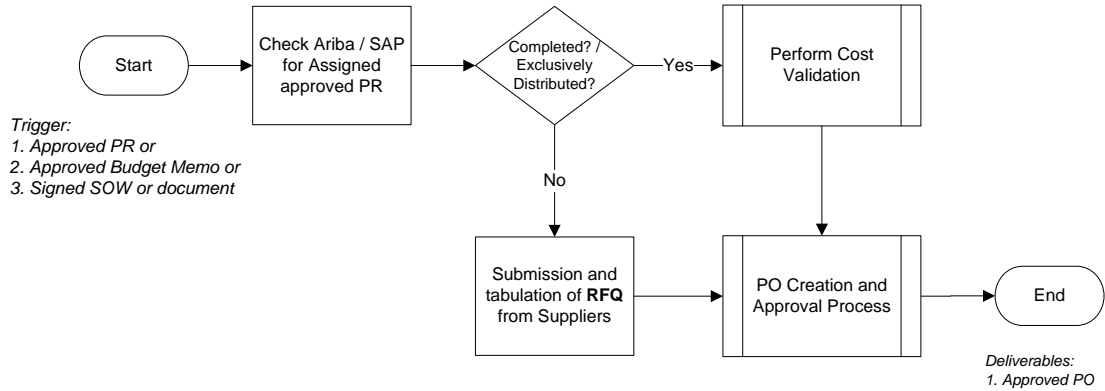 Start
Check Ariba / SAP
for Assigned
approved PR
Completed? /
Exclusively
Distributed?
Yes
Perform Cost
Validation
Trigger:
1. Approved PR or
2. Approved Budget Memo or
3. Signed SOW or document
No
Submission and
tabulation of RFQ
from Suppliers
PO Creation and
Approval Process
End
Deliverables:
1. Approved PO